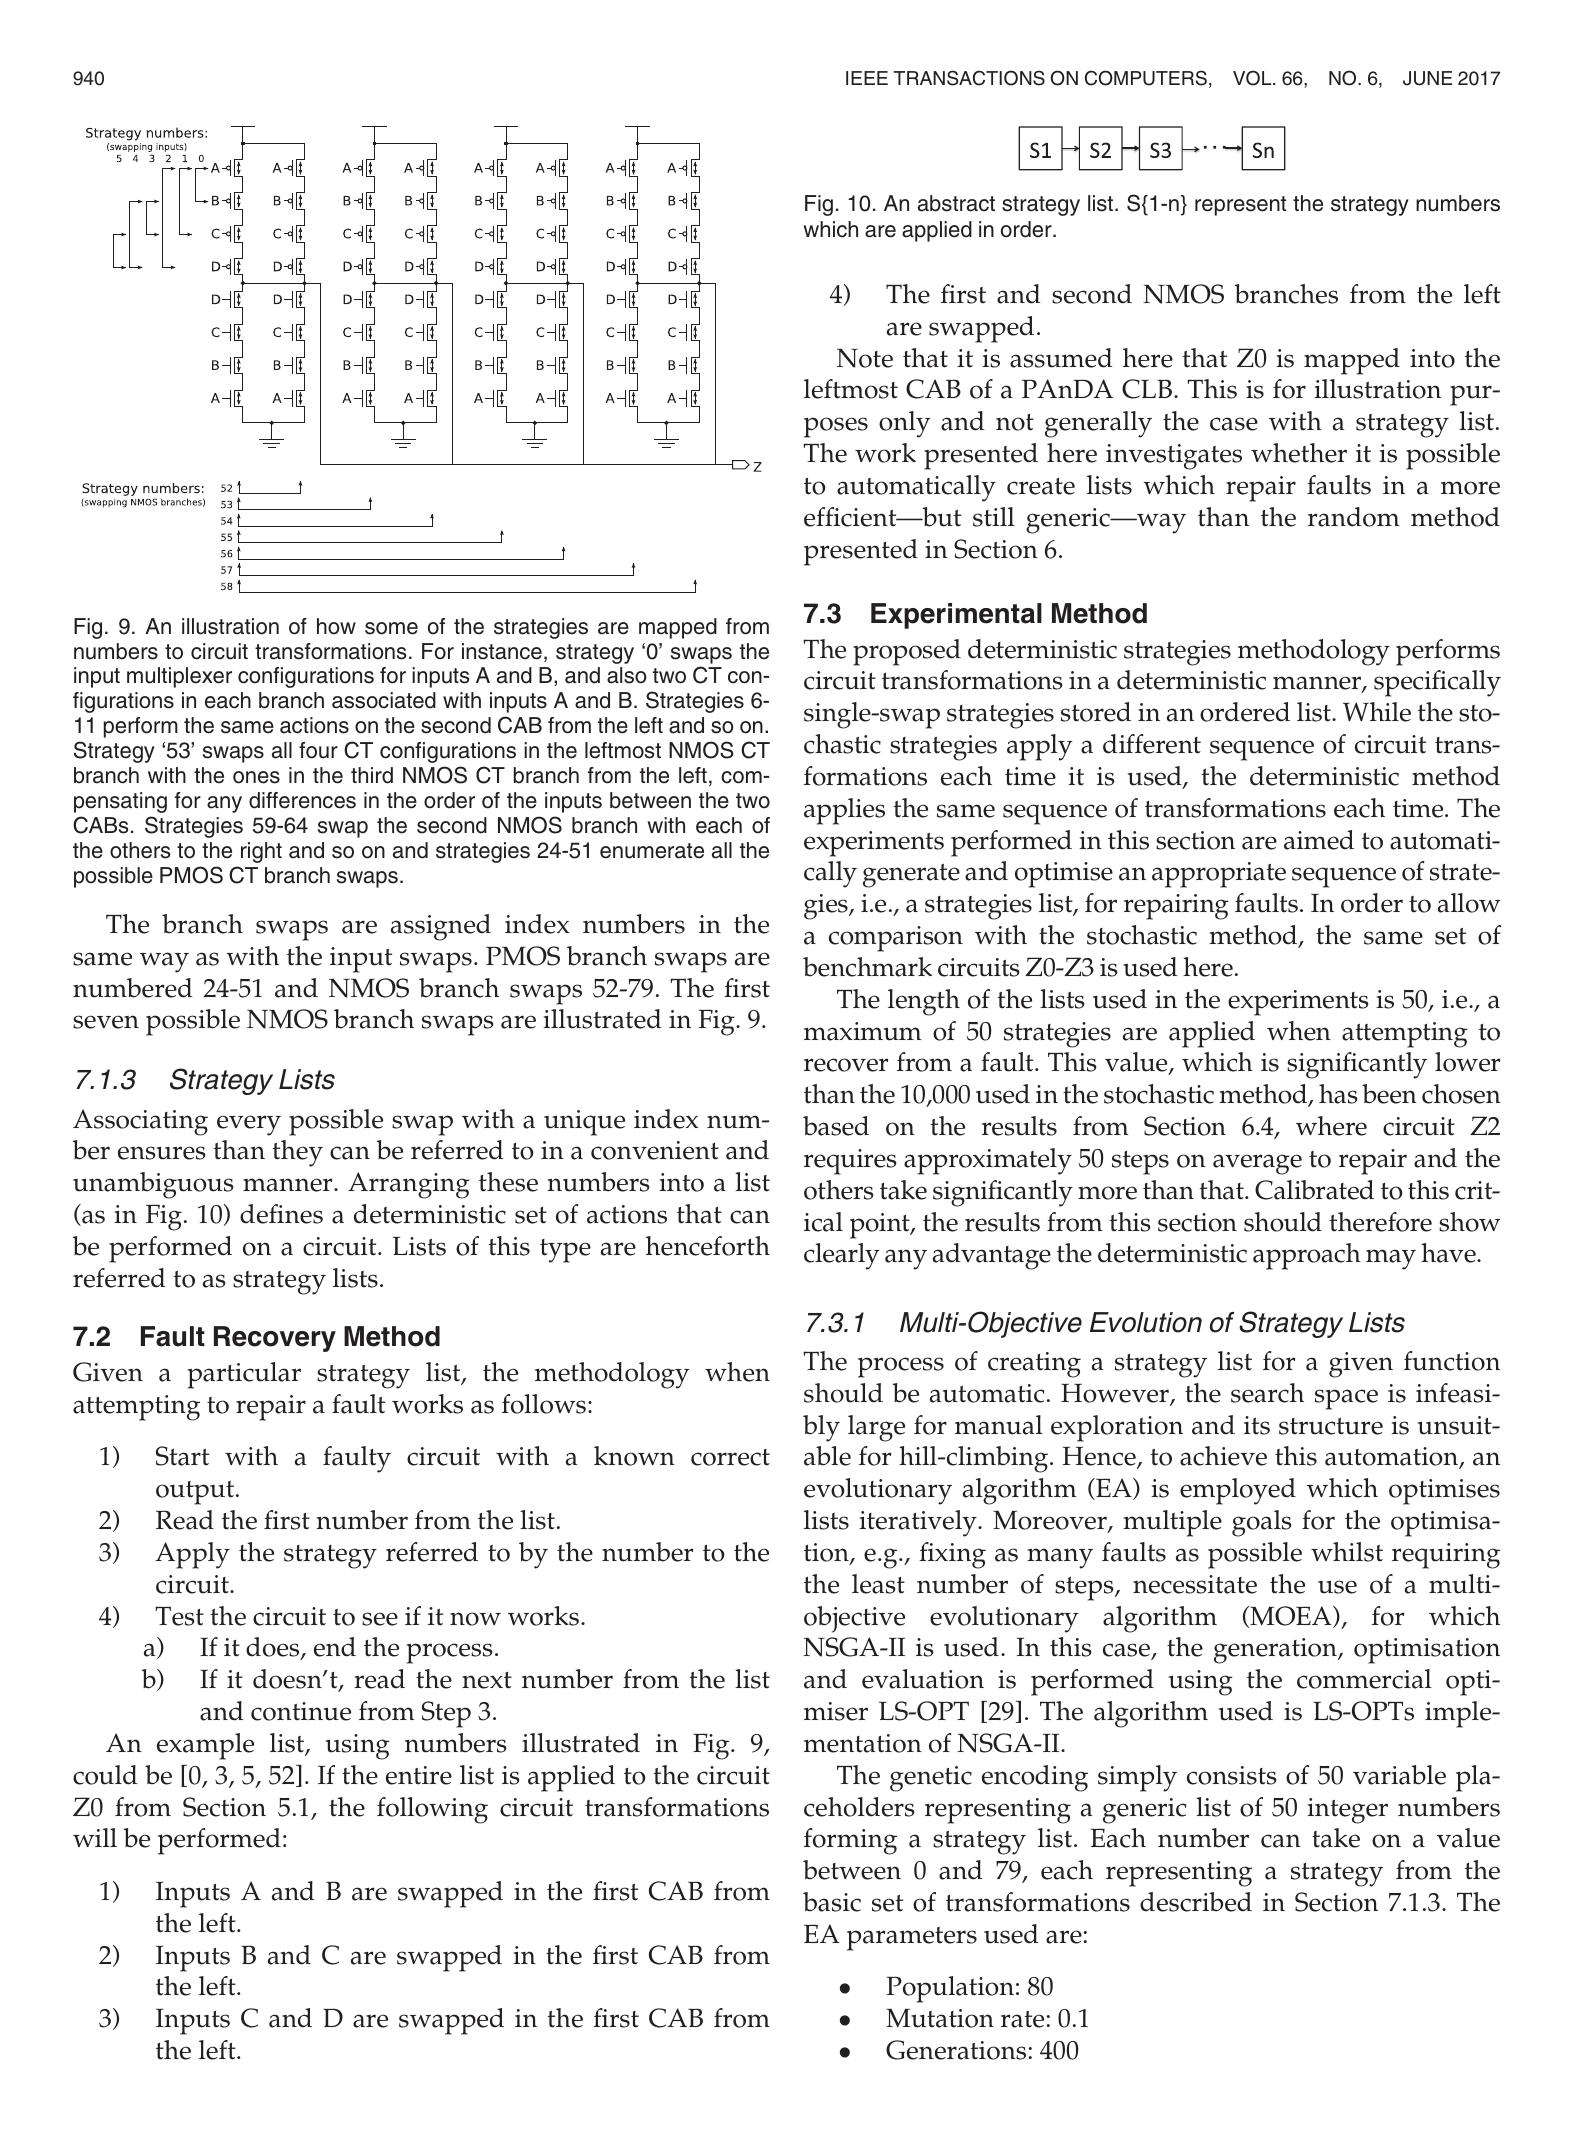 940
IEEE TRANSACTIONS ON COMPUTERS, VOL. 66, NO. 6, JUNE 2017
Strategy numbers:
(swapping inputs)
5 4 3 2 1 0
A A A A A A A A
B B B B B B B B
C C C C C C C C
D D D D D D D D
D D D D D D D D
C C C C C C C C
B B B B B B B B
A A A A A A A A
Z
Strategy numbers:
(swapping NMOS branches)
52
53
54
55
56
57
58
Fig. 9. An illustration of how some of the strategies are mapped from
numbers to circuit transformations. For instance, strategy ‘0’ swaps the
input multiplexer configurations for inputs A and B, and also two CT con-
figurations in each branch associated with inputs A and B. Strategies 6-
11 perform the same actions on the second CAB from the left and so on.
Strategy ‘53’ swaps all four CT configurations in the leftmost NMOS CT
branch with the ones in the third NMOS CT branch from the left, com-
pensating for any differences in the order of the inputs between the two
CABs. Strategies 59-64 swap the second NMOS branch with each of
the others to the right and so on and strategies 24-51 enumerate all the
possible PMOS CT branch swaps.
The branch swaps are assigned index numbers in the
same way as with the input swaps. PMOS branch swaps are
numbered 24-51 and NMOS branch swaps 52-79. The first
seven possible NMOS branch swaps are illustrated in Fig. 9.
7.1.3 Strategy Lists
Associating every possible swap with a unique index num-
ber ensures than they can be referred to in a convenient and
unambiguous manner. Arranging these numbers into a list
(as in Fig. 10) defines a deterministic set of actions that can
be performed on a circuit. Lists of this type are henceforth
referred to as strategy lists.
7.2 Fault Recovery Method
Given a particular strategy list, the methodology when
attempting to repair a fault works as follows:
1) Start with a faulty circuit with a known correct
output.
2) Read the first number from the list.
3) Apply the strategy referred to by the number to the
circuit.
4) Test the circuit to see if it now works.
a) If it does, end the process.
b) If it doesn’t, read the next number from the list
and continue from Step 3.
An example list, using numbers illustrated in Fig. 9,
could be [0, 3, 5, 52]. If the entire list is applied to the circuit
Z0 from Section 5.1, the following circuit transformations
will be performed:
1) Inputs A and B are swapped in the first CAB from
the left.
2) Inputs B and C are swapped in the first CAB from
the left.
3) Inputs C and D are swapped in the first CAB from
the left.
S1 S2 S3 ··· Sn
Fig. 10. An abstract strategy list. S{1-n} represent the strategy numbers
which are applied in order.
4) The first and second NMOS branches from the left
are swapped.
Note that it is assumed here that Z0 is mapped into the
leftmost CAB of a PAnDA CLB. This is for illustration pur-
poses only and not generally the case with a strategy list.
The work presented here investigates whether it is possible
to automatically create lists which repair faults in a more
efficient—but still generic—way than the random method
presented in Section 6.
7.3 Experimental Method
The proposed deterministic strategies methodology performs
circuit transformations in a deterministic manner, specifically
single-swap strategies stored in an ordered list. While the sto-
chastic strategies apply a different sequence of circuit trans-
formations each time it is used, the deterministic method
applies the same sequence of transformations each time. The
experiments performed in this section are aimed to automati-
cally generate and optimise an appropriate sequence of strate-
gies, i.e., a strategies list, for repairing faults. In order to allow
a comparison with the stochastic method, the same set of
benchmark circuits Z0-Z3 is used here.
The length of the lists used in the experiments is 50, i.e., a
maximum of 50 strategies are applied when attempting to
recover from a fault. This value, which is significantly lower
than the 10,000 used in the stochastic method, has been chosen
based on the results from Section 6.4, where circuit Z2
requires approximately 50 steps on average to repair and the
others take significantly more than that. Calibrated to this crit-
ical point, the results from this section should therefore show
clearly any advantage the deterministic approach may have.
7.3.1 Multi-Objective Evolution of Strategy Lists
The process of creating a strategy list for a given function
should be automatic. However, the search space is infeasi-
bly large for manual exploration and its structure is unsuit-
able for hill-climbing. Hence, to achieve this automation, an
evolutionary algorithm (EA) is employed which optimises
lists iteratively. Moreover, multiple goals for the optimisa-
tion, e.g., fixing as many faults as possible whilst requiring
the least number of steps, necessitate the use of a multi-
objective evolutionary algorithm (MOEA), for which
NSGA-II is used. In this case, the generation, optimisation
and evaluation is performed using the commercial opti-
miser LS-OPT [29]. The algorithm used is LS-OPTs imple-
mentation of NSGA-II.
The genetic encoding simply consists of 50 variable pla-
ceholders representing a generic list of 50 integer numbers
forming a strategy list. Each number can take on a value
between 0 and 79, each representing a strategy from the
basic set of transformations described in Section 7.1.3. The
EA parameters used are:
• Population: 80
• Mutation rate: 0.1
• Generations: 400